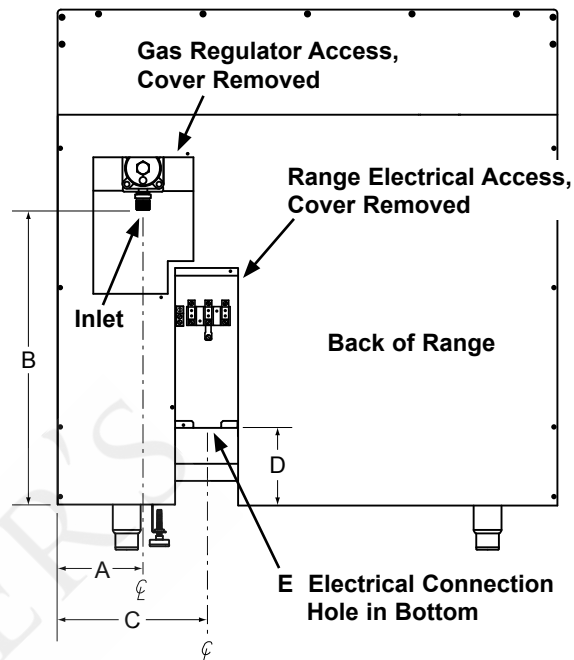 Gas Regulator Access,
Cover Removed
Range Electrical Access,
Cover Removed
Inlet
Back of Range
B
D
A
C
E Electrical Connection
Hole in Bottom
℄
℄
ER'S